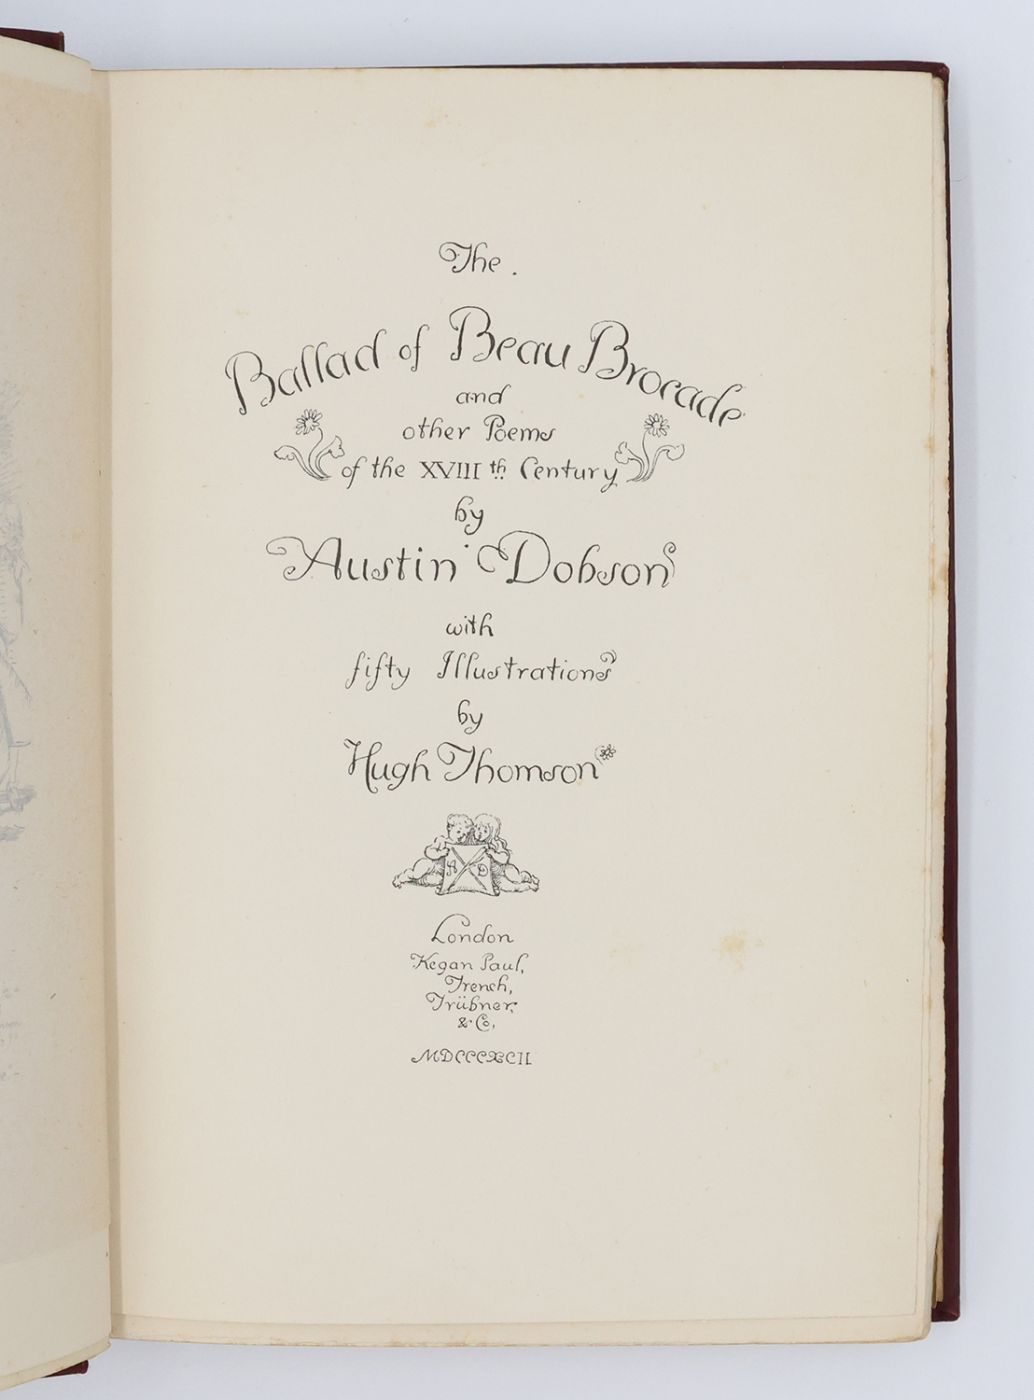 The
Ballad of Beau Brocade
and
other Poems
of the XVIIIth Century
by
Austin Dobson
with
fifty Illustrations
by
Hugh Thomson
A D
London
Kegan Paul,
Trench,
Trübner,
& Co,
MDCCCXCII